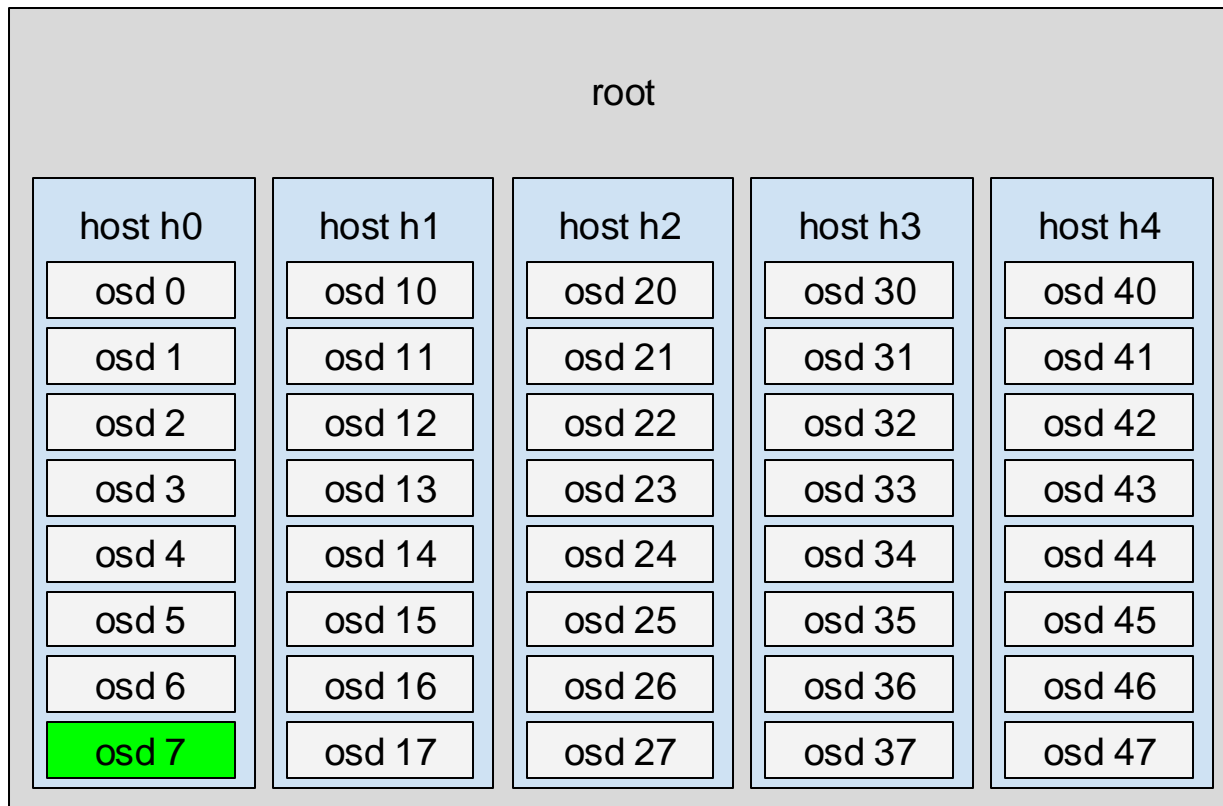 root
host h0
osd 0
osd 1
osd 2
osd 3
osd 4
osd 5
osd 6
osd 7
host h1
osd 10
osd 11
osd 12
osd 13
osd 14
osd 15
osd 16
osd 17
host h2
osd 20
osd 21
osd 22
osd 23
osd 24
osd 25
osd 26
osd 27
host h3
osd 30
osd 31
osd 32
osd 33
osd 34
osd 35
osd 36
osd 37
host h4
osd 40
osd 41
osd 42
osd 43
osd 44
osd 45
osd 46
osd 47